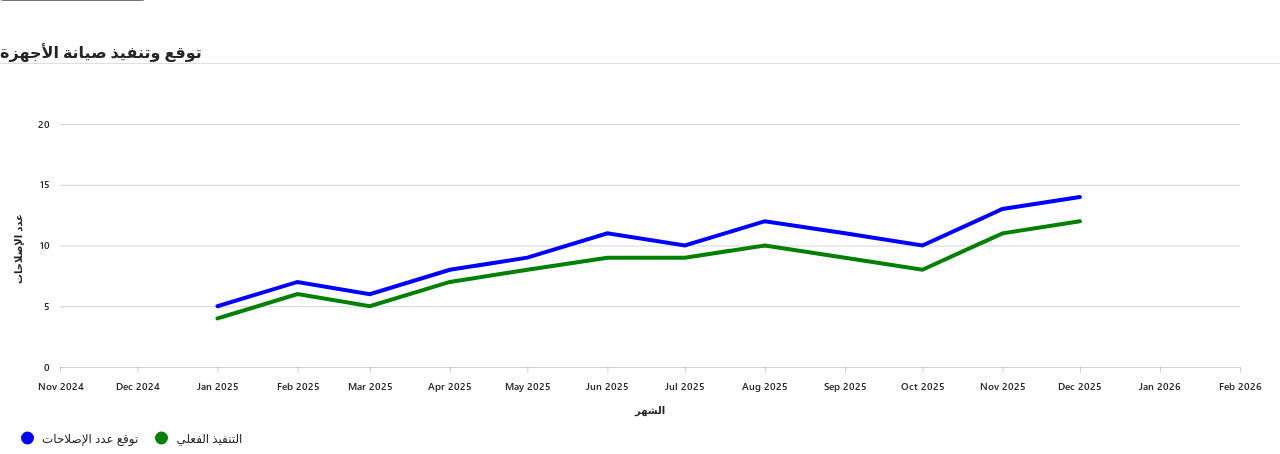 توقع وتنفيذ صيانة الأجهزة
20
15
10
5
0
عدد الإصلاحات
Nov 2024 Dec 2024 Jan 2025 Feb 2025 Mar 2025 Apr 2025 May 2025 Jun 2025 Jul 2025 Aug 2025 Sep 2025 Oct 2025 Nov 2025 Dec 2025 Jan 2026 Feb 2026
الشهر
توقع عدد الإصلاحات
التنفيذ الفعلي